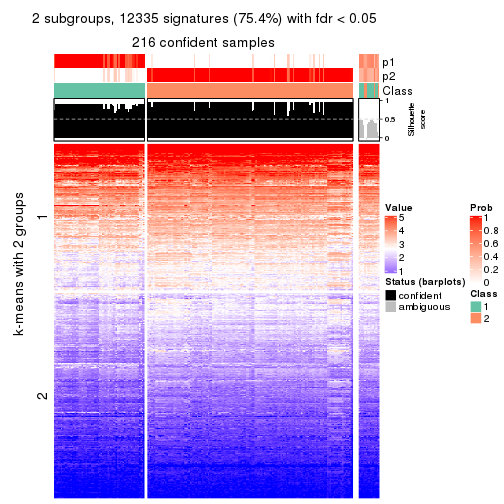 2 subgroups, 12335 signatures (75.4%) with fdr < 0.05
216 confident samples
p1
p2
Class
1
0.5
0
Silhouette
score
k-means with 2 groups
1
2
Value
5
4
3
2
1
Status (barplots)
confident
ambiguous
Prob
1
0.8
0.6
0.4
0.2
0
Class
1
2